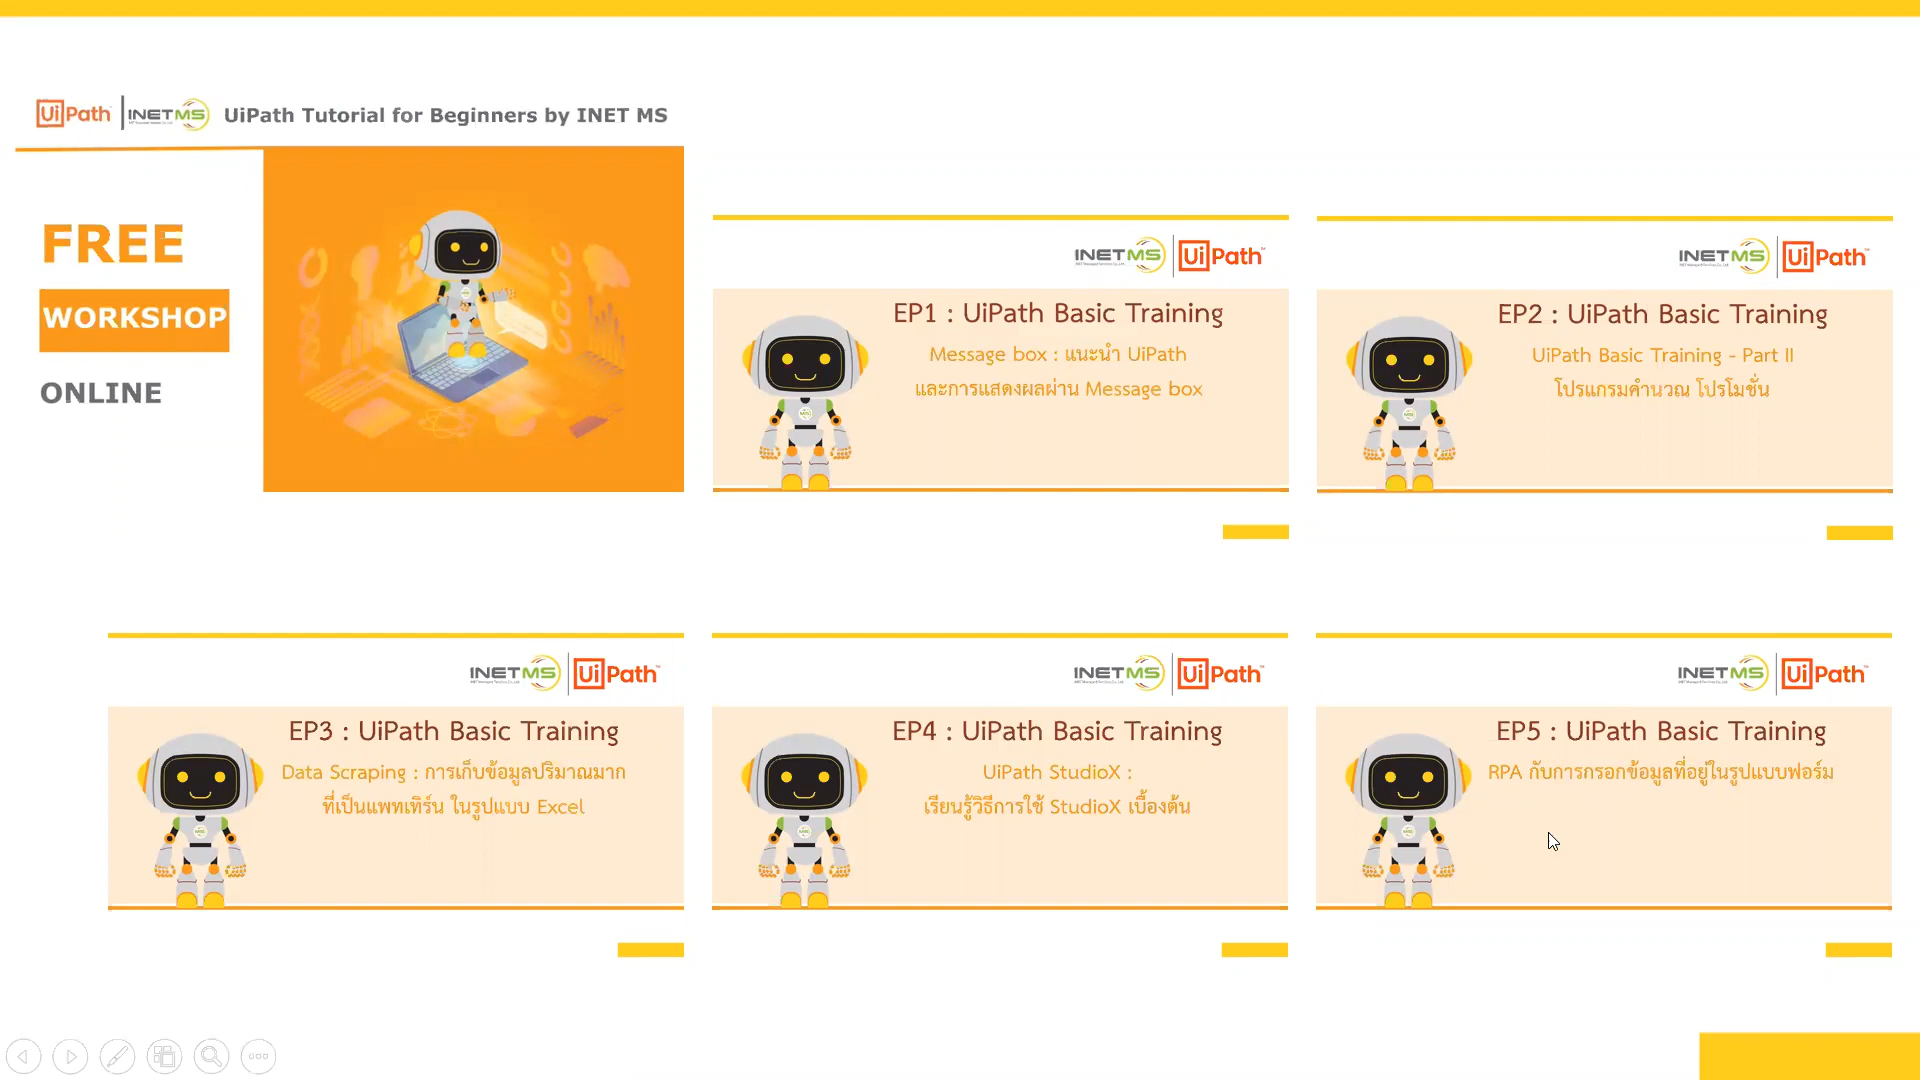 UiPath INETMS UiPath Tutorial for Beginners by INET MS
FREE
WORKSHOP
ONLINE
INETMS UiPath
EP1 : UiPath Basic Training
Message box : แนะนำ UiPath
และการแสดงผลผ่าน Message box
INETMS UiPath
EP2 : UiPath Basic Training
UiPath Basic Training - Part II
โปรแกรมคำนวณ โปรโมชั่น
INETMS UiPath
EP3 : UiPath Basic Training
Data Scraping : การเก็บข้อมูลปริมาณมาก
ที่เป็นแพทเทิร์น ในรูปแบบ Excel
INETMS UiPath
EP4 : UiPath Basic Training
UiPath StudioX :
เรียนรู้วิธีการใช้ StudioX เบื้องต้น
INETMS UiPath
EP5 : UiPath Basic Training
RPA กับการกรอกข้อมูลที่อยู่ในรูปแบบฟอร์ม